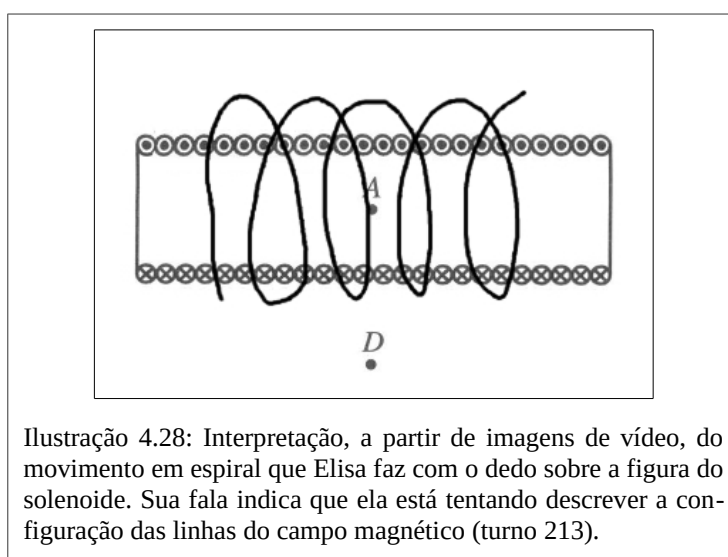 A
D
Ilustração 4.28: Interpretação, a partir de imagens de vídeo, do
movimento em espiral que Elisa faz com o dedo sobre a figura do
solenoide. Sua fala indica que ela está tentando descrever a con-
figuração das linhas do campo magnético (turno 213).